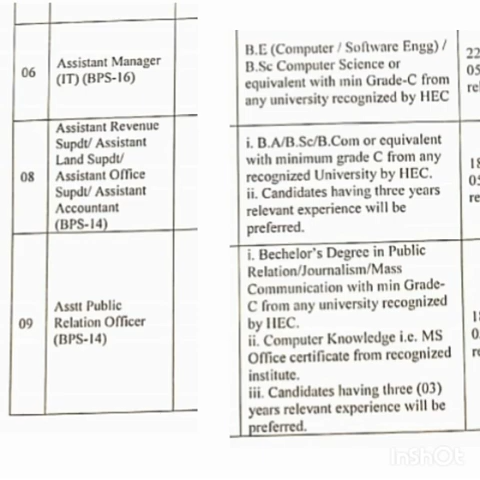 06
Assistant Manager
(IT) (BPS-16)
B.E (Computer / Software Engg) /
B.Sc Computer Science or
equivalent with min Grade-C from
any university recognized by HEC
22
05
08
Assistant Revenue
Supdt/ Assistant
Land Supdt/
Assistant Office
Supdt/ Assistant
Accountant
(BPS-14)
i. B.A/B.Sc/B.Com or equivalent
with minimum grade C from any
recognized University by HEC.
ii. Candidates having three years
relevant experience will be
preferred.
18
09
Asstt Public
Relation Officer
(BPS-14)
i. Bechelor's Degree in Public
Relation/Journalism/Mass
Communication with min Grade-
C from any university recognized
by HEC.
ii. Computer Knowledge i.e. MS
Office certificate from recognized
institute.
iii. Candidates having three (03)
years relevant experience will be
preferred.
InShOt